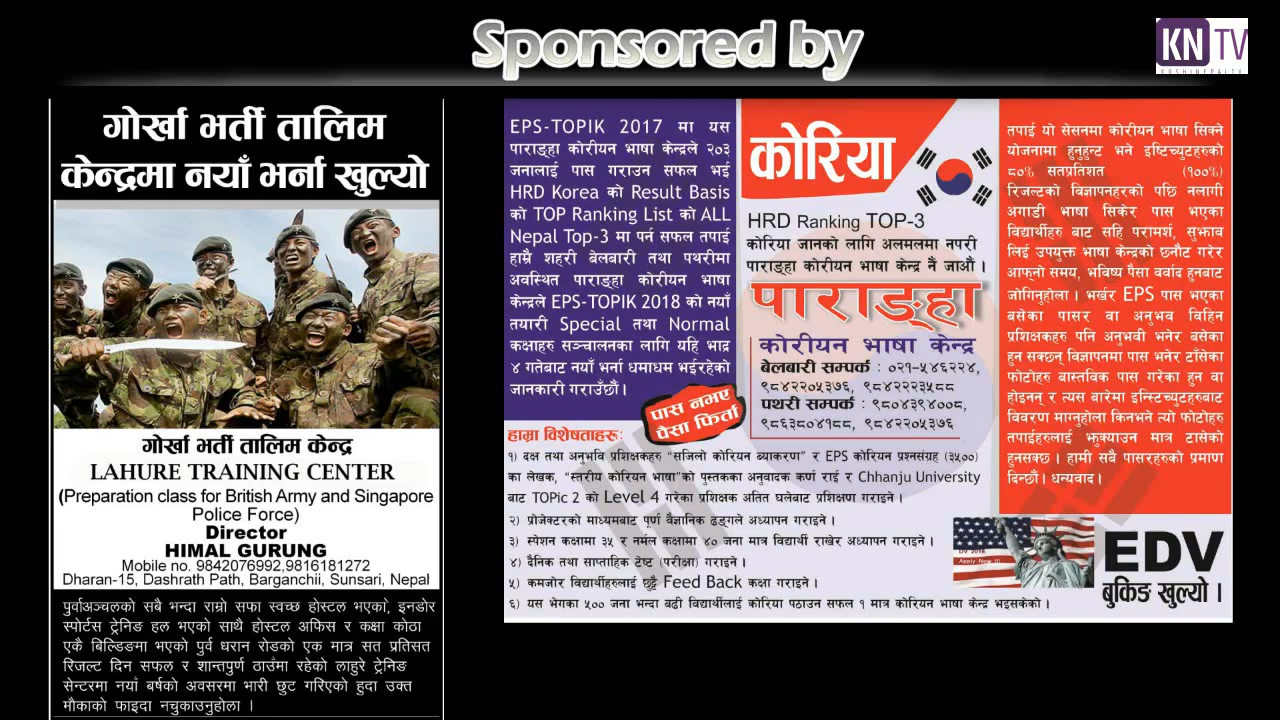 Sponsored by
KN TV
KOSHINEPALTV
गोर्खा भर्ती तालिम
केन्द्रमा नयाँ भर्ना खुल्यो
गोर्खा भर्ती तालिम केन्द्र
LAHURE TRAINING CENTER
(Preparation class for British Army and Singapore
Police Force)
Director
HIMAL GURUNG
Mobile no. 9842076992,9816181272
Dharan-15, Dashrath Path, Barganchii, Sunsari, Nepal
पुर्वाअञ्चलको सबै भन्दा राम्रो सफा स्वच्छ होस्टल भएको, इनडोर
स्पोर्टस ट्रेनिङ हल भएको साथै होस्टल अफिस र कक्षा कोठा
एकै बिल्डिङमा भएको पुर्व धरान रोडको एक मात्र सत प्रतिसत
रिजल्ट दिन सफल र शान्तपुर्ण ठाउँमा रहेको लाहुरे ट्रेनिङ
सेन्टरमा नयाँ बर्षको अवसरमा भारी छुट गरिएको हुदा उक्त
मौकाको फाइदा नचुकाउनुहोला ।
EPS-TOPIK 2017 मा यस
पाराङ्हा कोरीयन भाषा केन्द्रले २०३
जनालाई पास गराउन सफल भई
HRD Korea को Result Basis
को TOP Ranking List को ALL
Nepal Top-3 मा पर्न सफल तपाई
हाम्रै शहरी बेलबारी तथा पथरीमा
अवस्थित पाराङ्हा कोरीयन भाषा
केन्द्रले EPS-TOPIK 2018 को नयाँ
तयारी Special तथा Normal
कक्षाहरु सञ्चालनका लागि यहि भाद्र
४ गतेबाट नयाँ भर्ना धमाधम भईरहेको
जानकारी गराउँछौं।
पास नभए
पैसा फिर्ता
कोरिया
HRD Ranking TOP-3
कोरिया जानको लागि अलमलमा नपरी
पाराङ्हा कोरीयन भाषा केन्द्र नै जाऔं ।
पाराङ्हा
कोरीयन भाषा केन्द्र
बेलबारी सम्पर्क : ०२१-५४६२२४,
९८४२२०५३७६, ९८४२२२३५८८
पथरी सम्पर्क : ९८०४३९४००८,
९८६३८०४१८८, ९८४२२०५३७६
तपाई यो सेसनमा कोरीयन भाषा सिक्ने
योजनामा हुनुहुन्ट भने इष्टिच्युटहरुको
८०% सतप्रतिशत (१००%)
रिजल्टको विज्ञापनहरको पछि नलागी
अगाडी भाषा सिकेर पास भएका
विद्यार्थीहरु बाट सहि परामर्श, सुझाव
लिई उपयुक्त भाषा केन्द्रको छनौट गरेर
आफ्नो समय, भविष्य पैसा वर्वाद हुनबाट
जोगिनुहोला । भर्खर EPS पास भएका
बसेका पासर वा अनुभव विहिन
प्रशिक्षकहरु पनि अनुभवी भनेर बसेका
हुन सक्छन् विज्ञापनमा पास भनेर टाँसेका
फोटोहरु बास्तविक पास गरेका हुन वा
होइनन् र त्यस बारेमा इन्स्टिच्युटहरुबाट
बिवरण माग्नुहोला किनभने त्यो फोटोहरु
तपाईहरुलाई भुक्याउन मात्र टासेको
हुनसक्छ । हामी सबै पासरहरुको प्रमाण
दिन्छौं। धन्यवाद।
हाम्रा विशेषताहरुः
१) दक्ष तथा अनुभवि प्रशिक्षकहरु "सजिलो कोरियन ब्याकरण" र EPS कोरियन प्रश्नसंग्रह (३५००)
का लेखक, "स्तरीय कोरियन भाषा"को पुस्तकका अनुवादक कर्ण राई र Chhanju University
बाट TOPic 2 को Level 4 गरेका प्रशिक्षक अतित घलेबाट प्रशिक्षण गराइने ।
२) प्रोजेक्टरको माध्यमबाट पूर्ण वैज्ञानिक ढङ्गले अध्यापन गराइने ।
३) स्पेशन कक्षामा ३५ र नर्मल कक्षामा ४० जना मात्र विद्यार्थी राखेर अध्यापन गराइने ।
४) दैनिक तथा साप्ताहिक टेष्ट (परीक्षा) गराइने ।
५) कमजोर विद्यार्थीहरुलाई छुट्टै Feed Back कक्षा गराइने ।
६) यस भेगका ५०० जना भन्दा बढी विद्यार्थीलाई कोरिया पठाउन सफल १ मात्र कोरियन भाषा केन्द्र भइसकेको ।
DV 2018
Apply Now !!!
EDV
बुकिङ खुल्यो ।